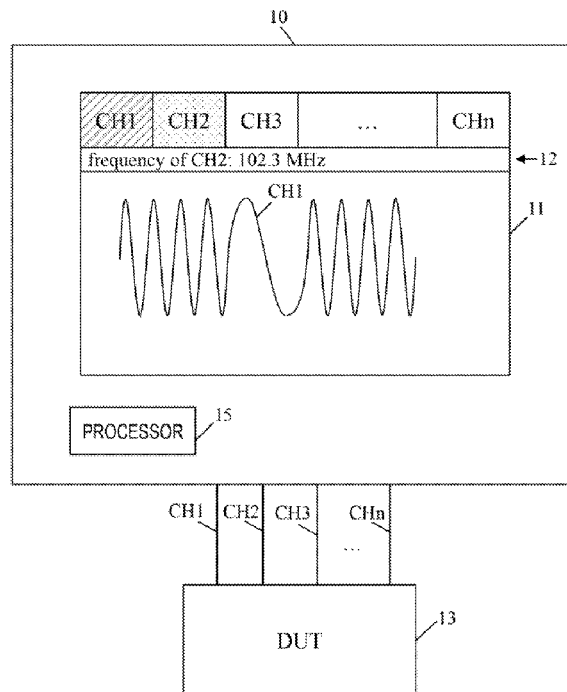 10
CH1 CH2 CH3 ... CHn
frequency of CH2: 102.3 MHz
12
CH1
11
PROCESSOR
15
CH1 CH2 CH3 CHn
...
DUT
13